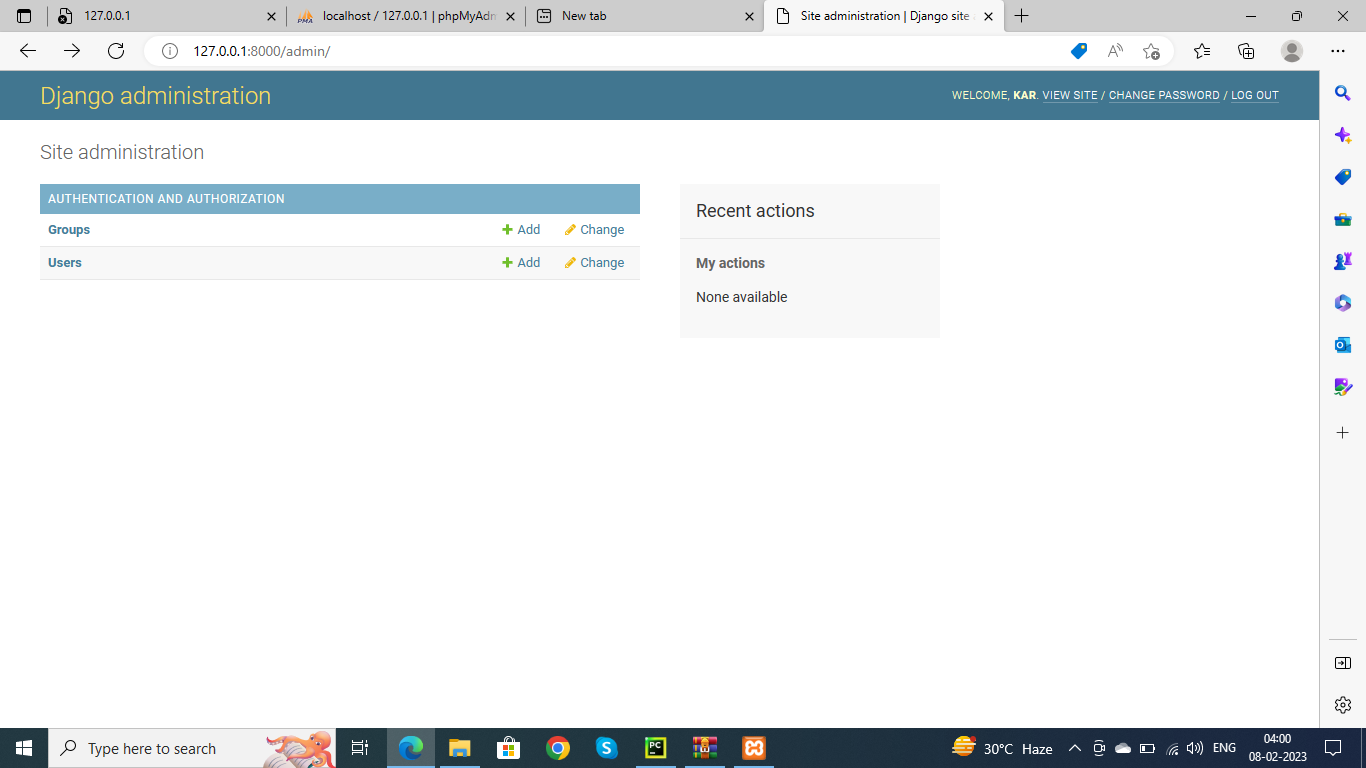 127.0.0.1
localhost / 127.0.0.1 | phpMyAdm
New tab
Site administration | Django site
127.0.0.1:8000/admin/
Django administration
WELCOME, KAR. VIEW SITE / CHANGE PASSWORD / LOG OUT
Site administration
AUTHENTICATION AND AUTHORIZATION
Groups Add Change
Users Add Change
Recent actions
My actions
None available
Type here to search
30°C Haze
ENG
04:00
08-02-2023